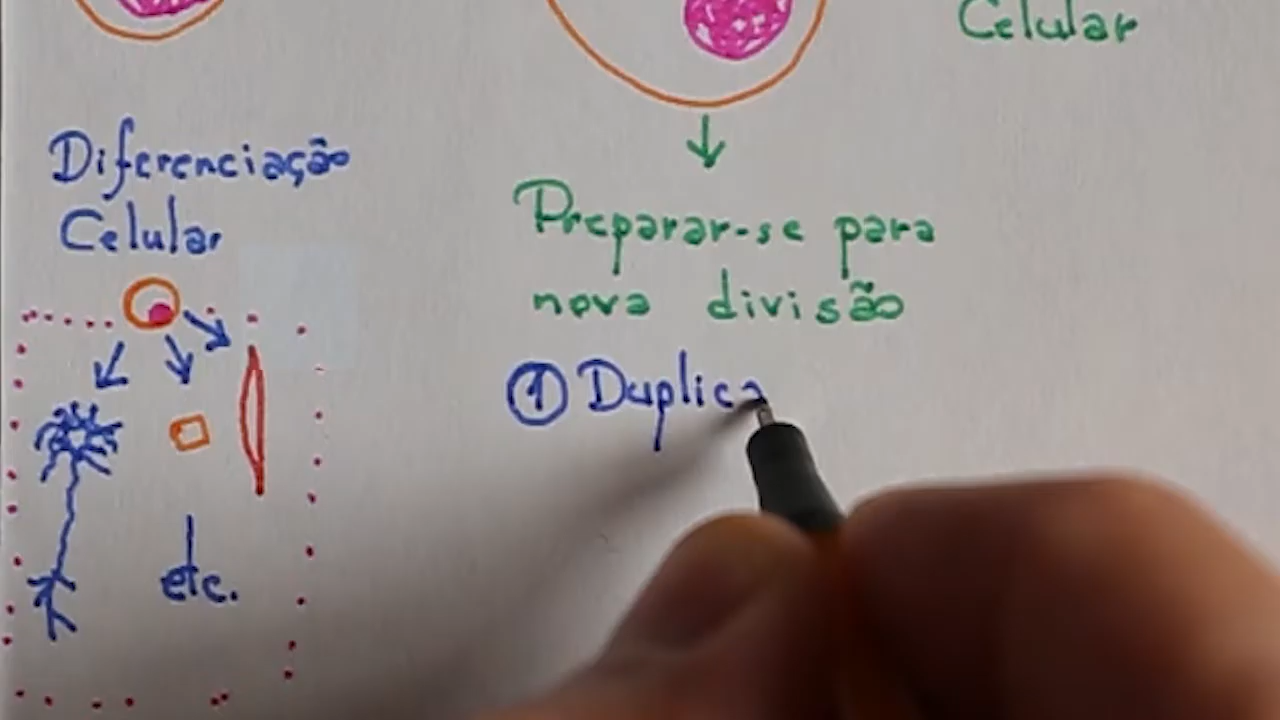 Celular
Diferenciação
Celular
etc.
Preparar-se para
nova divisão
① Duplica